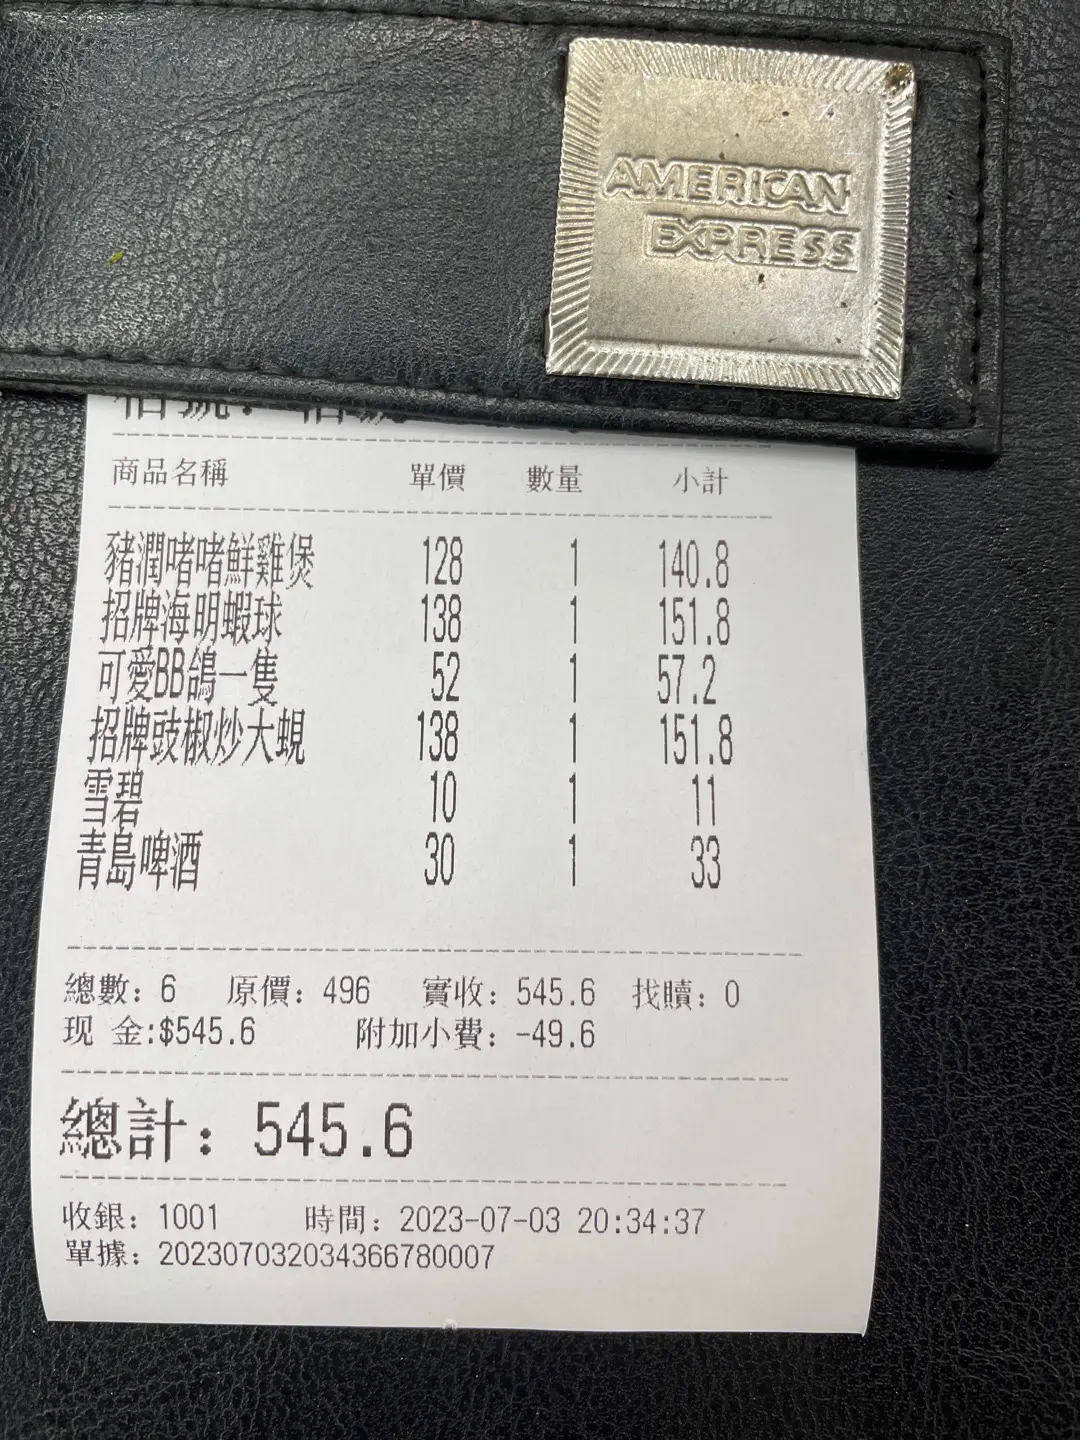 AMERICAN
EXPRESS
商品名稱 單價 數量 小計
豬潤啫啫鮮雞煲 128 1 140.8
招牌海明蝦球 138 1 151.8
可愛BB鴿一隻 52 1 57.2
招牌豉椒炒大蜆 138 1 151.8
雪碧 10 1 11
青島啤酒 30 1 33
總數: 6 原價: 496 實收: 545.6 找贖: 0
现 金:$545.6 附加小費: -49.6
總計: 545.6
收銀: 1001 時間: 2023-07-03 20:34:37
單據: 202307032034366780007